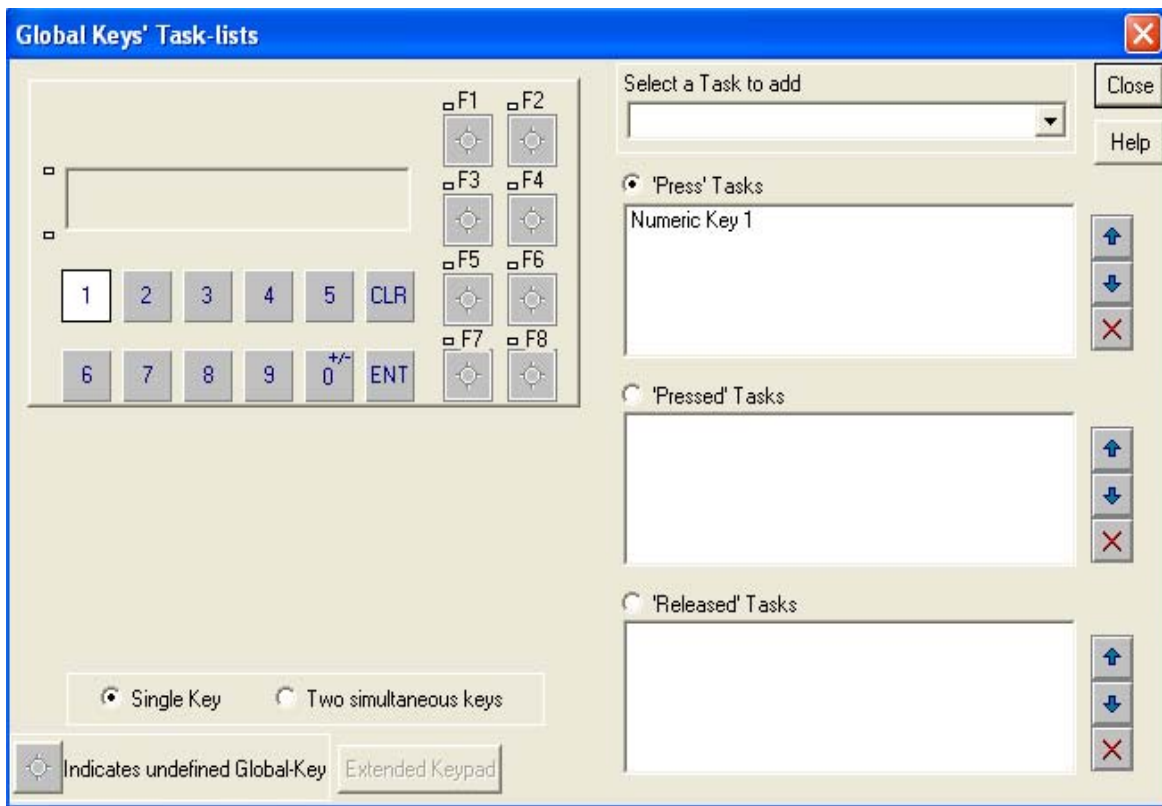 Global Keys' Task-lists
F1 F2
F3 F4
F5 F6
F7 F8
1 2 3 4 5 CLR
6 7 8 9 +/- 0 ENT
Single Key Two simultaneous keys
Indicates undefined Global-Key Extended Keypad
Select a Task to add
'Press' Tasks
Numeric Key 1
'Pressed' Tasks
'Released' Tasks
Close
Help